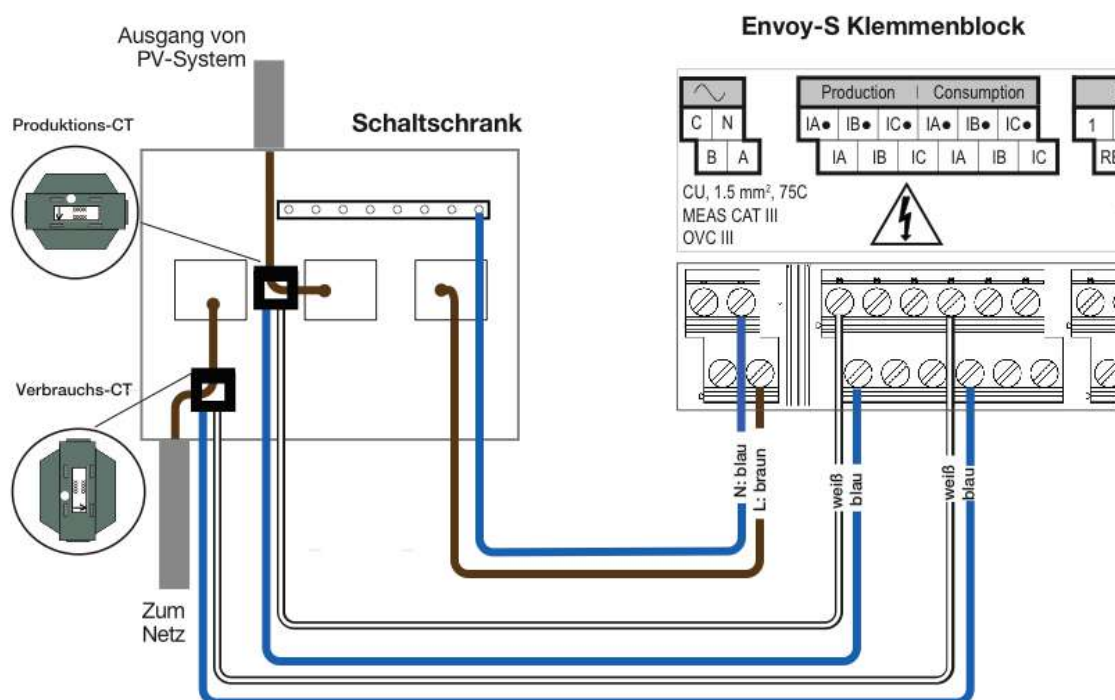 Envoy-S Klemmenblock
Ausgang von
PV-System
Produktions-CT
Schaltschrank
Production | Consumption
C N
IA● IB● IC● IA● IB● IC●
1
B A
IA IB IC IA IB IC
RE
CU, 1.5 mm², 75C
MEAS CAT III
OVC III
Verbrauchs-CT
N: blau
L: braun
weiß
blau
weiß
blau
Zum
Netz